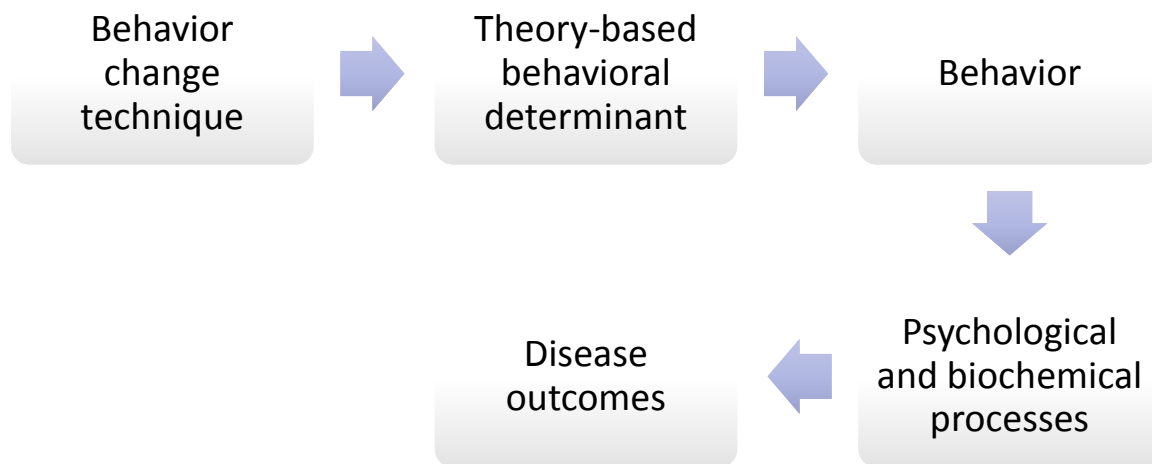 Behavior
change
technique
Theory-based
behavioral
determinant
Behavior
Psychological
and biochemical
processes
Disease
outcomes